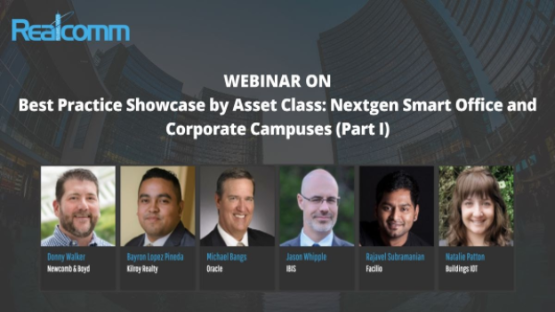 Realcomm
WEBINAR ON
Best Practice Showcase by Asset Class: Nextgen Smart Office and
Corporate Campuses (Part I)
Donny Walker
Newcomb & Boyd
Bayron Lopez Pineda
Kilroy Realty
Michael Bangs
Oracle
Jason Whipple
IBIS
Rajavel Subramanian
Facilio
Natalie Patton
Buildings IOT